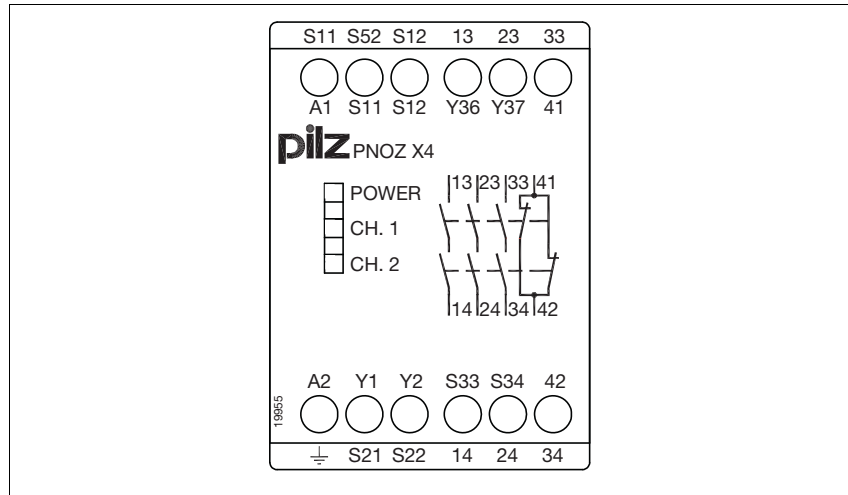 S11 S52 S12 13 23 33
A1 S11 S12 Y36 Y37 41
pilz PNOZ X4
POWER
CH. 1
CH. 2
13 23 33 41
14 24 34 42
A2 Y1 Y2 S33 S34 42
19955
S21 S22 14 24 34